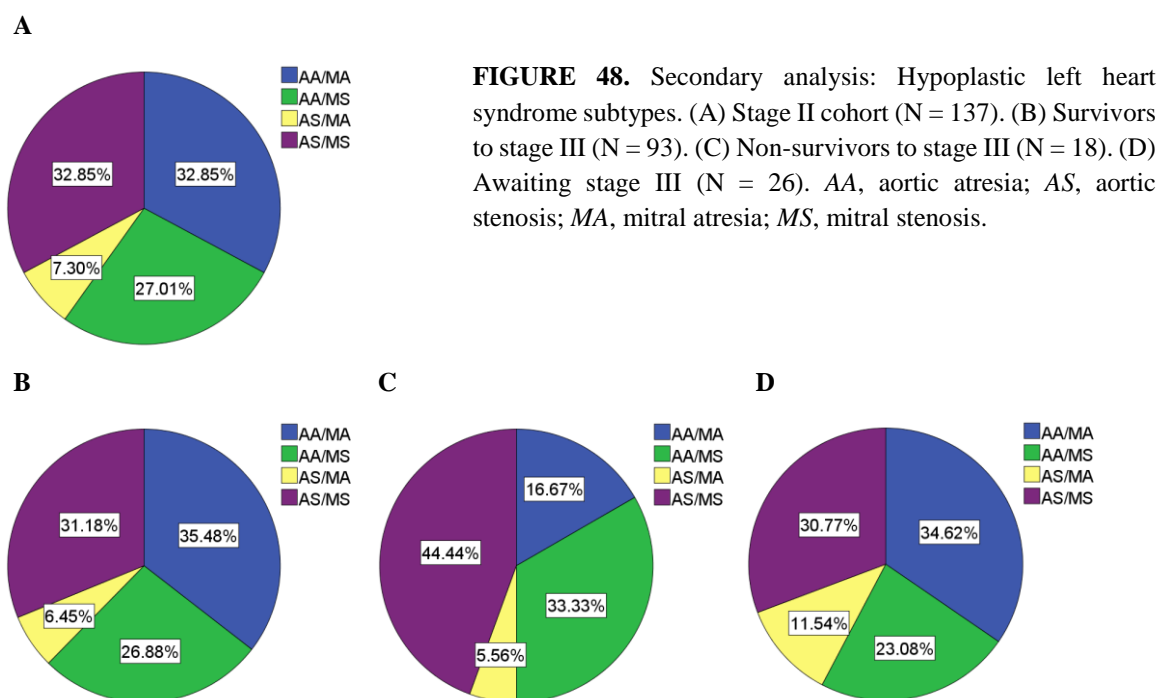 A
AA/MA
AA/MS
AS/MA
AS/MS
32.85%
32.85%
7.30%
27.01%
FIGURE 48. Secondary analysis: Hypoplastic left heart
syndrome subtypes. (A) Stage II cohort (N = 137). (B) Survivors
to stage III (N = 93). (C) Non-survivors to stage III (N = 18). (D)
Awaiting stage III (N = 26). AA, aortic atresia; AS, aortic
stenosis; MA, mitral atresia; MS, mitral stenosis.
B
AA/MA
AA/MS
AS/MA
AS/MS
31.18%
35.48%
6.45%
26.88%
C
AA/MA
AA/MS
AS/MA
AS/MS
16.67%
44.44%
33.33%
5.56%
D
AA/MA
AA/MS
AS/MA
AS/MS
30.77%
34.62%
11.54%
23.08%